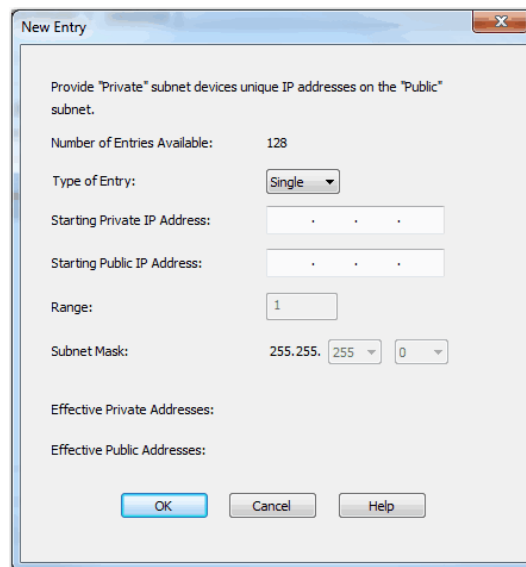 New Entry
Provide "Private" subnet devices unique IP addresses on the "Public"
subnet.
Number of Entries Available: 128
Type of Entry: Single
Starting Private IP Address: . . .
Starting Public IP Address: . . .
Range: 1
Subnet Mask: 255.255. 255 0
Effective Private Addresses:
Effective Public Addresses:
OK Cancel Help